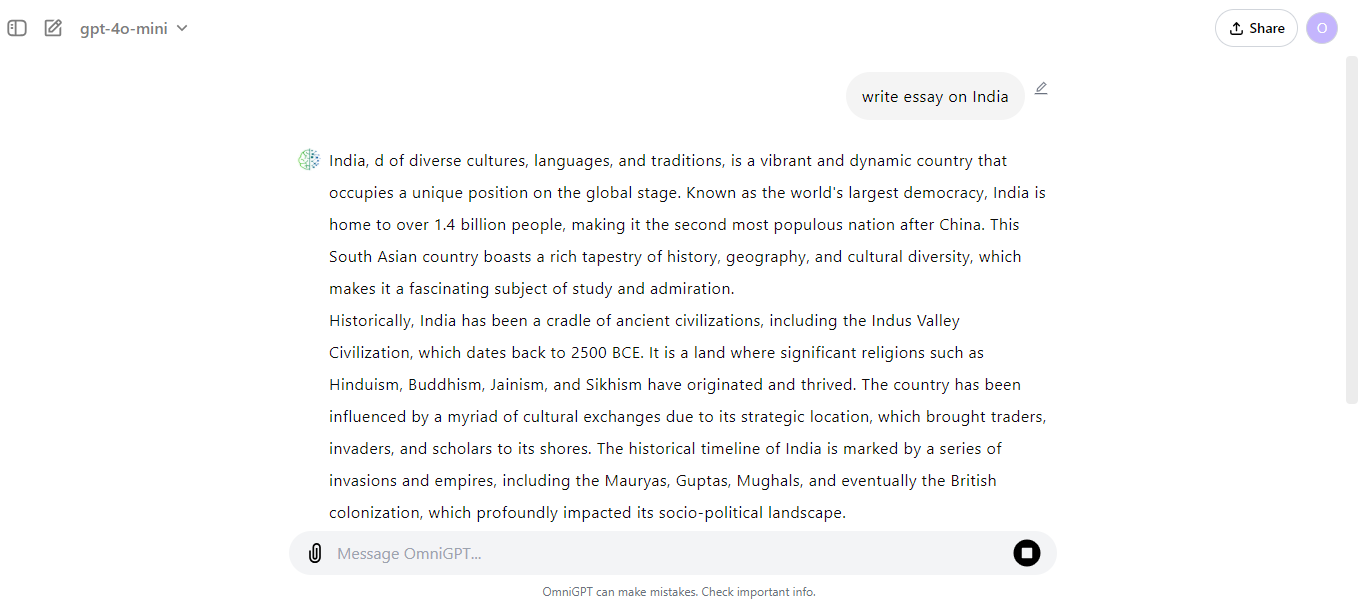 gpt-4o-mini
Share
O
write essay on India
India, d of diverse cultures, languages, and traditions, is a vibrant and dynamic country that
occupies a unique position on the global stage. Known as the world's largest democracy, India is
home to over 1.4 billion people, making it the second most populous nation after China. This
South Asian country boasts a rich tapestry of history, geography, and cultural diversity, which
makes it a fascinating subject of study and admiration.
Historically, India has been a cradle of ancient civilizations, including the Indus Valley
Civilization, which dates back to 2500 BCE. It is a land where significant religions such as
Hinduism, Buddhism, Jainism, and Sikhism have originated and thrived. The country has been
influenced by a myriad of cultural exchanges due to its strategic location, which brought traders,
invaders, and scholars to its shores. The historical timeline of India is marked by a series of
invasions and empires, including the Mauryas, Guptas, Mughals, and eventually the British
colonization, which profoundly impacted its socio-political landscape.
Message OmniGPT...
OmniGPT can make mistakes. Check important info.